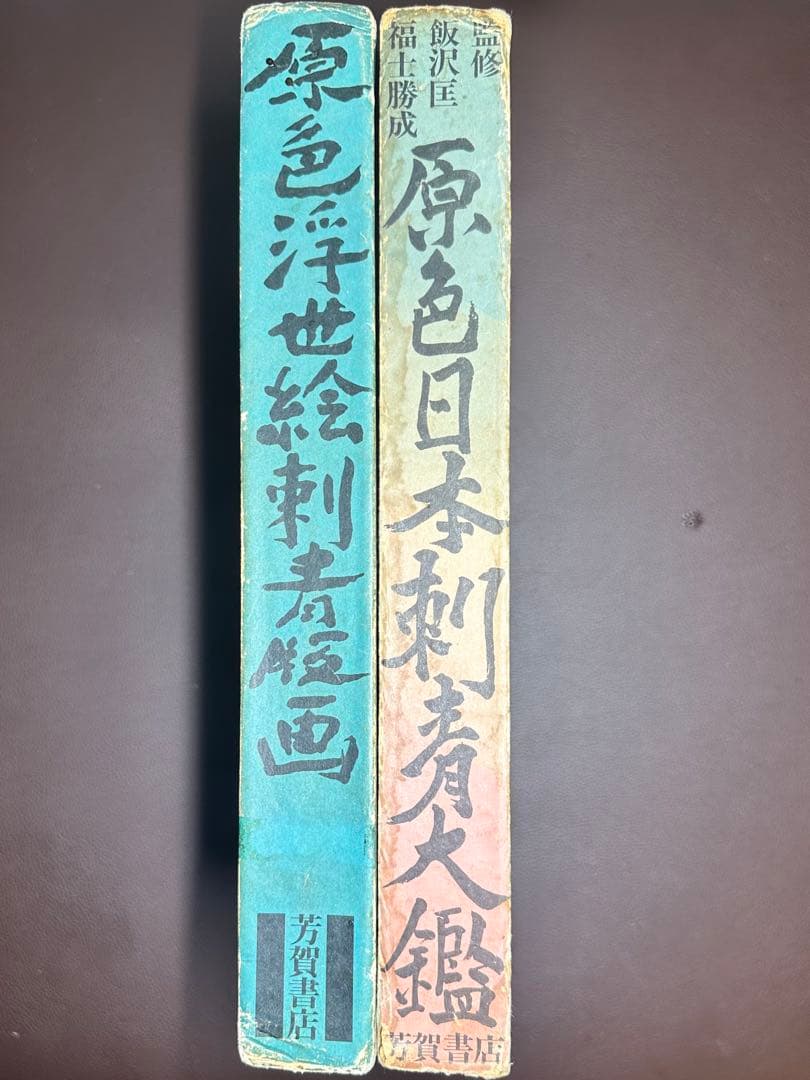 原色浮世絵刺青版画
芳賀書店
監修
飯沢匡
福士勝成
原色日本刺青大鑑
芳賀書店